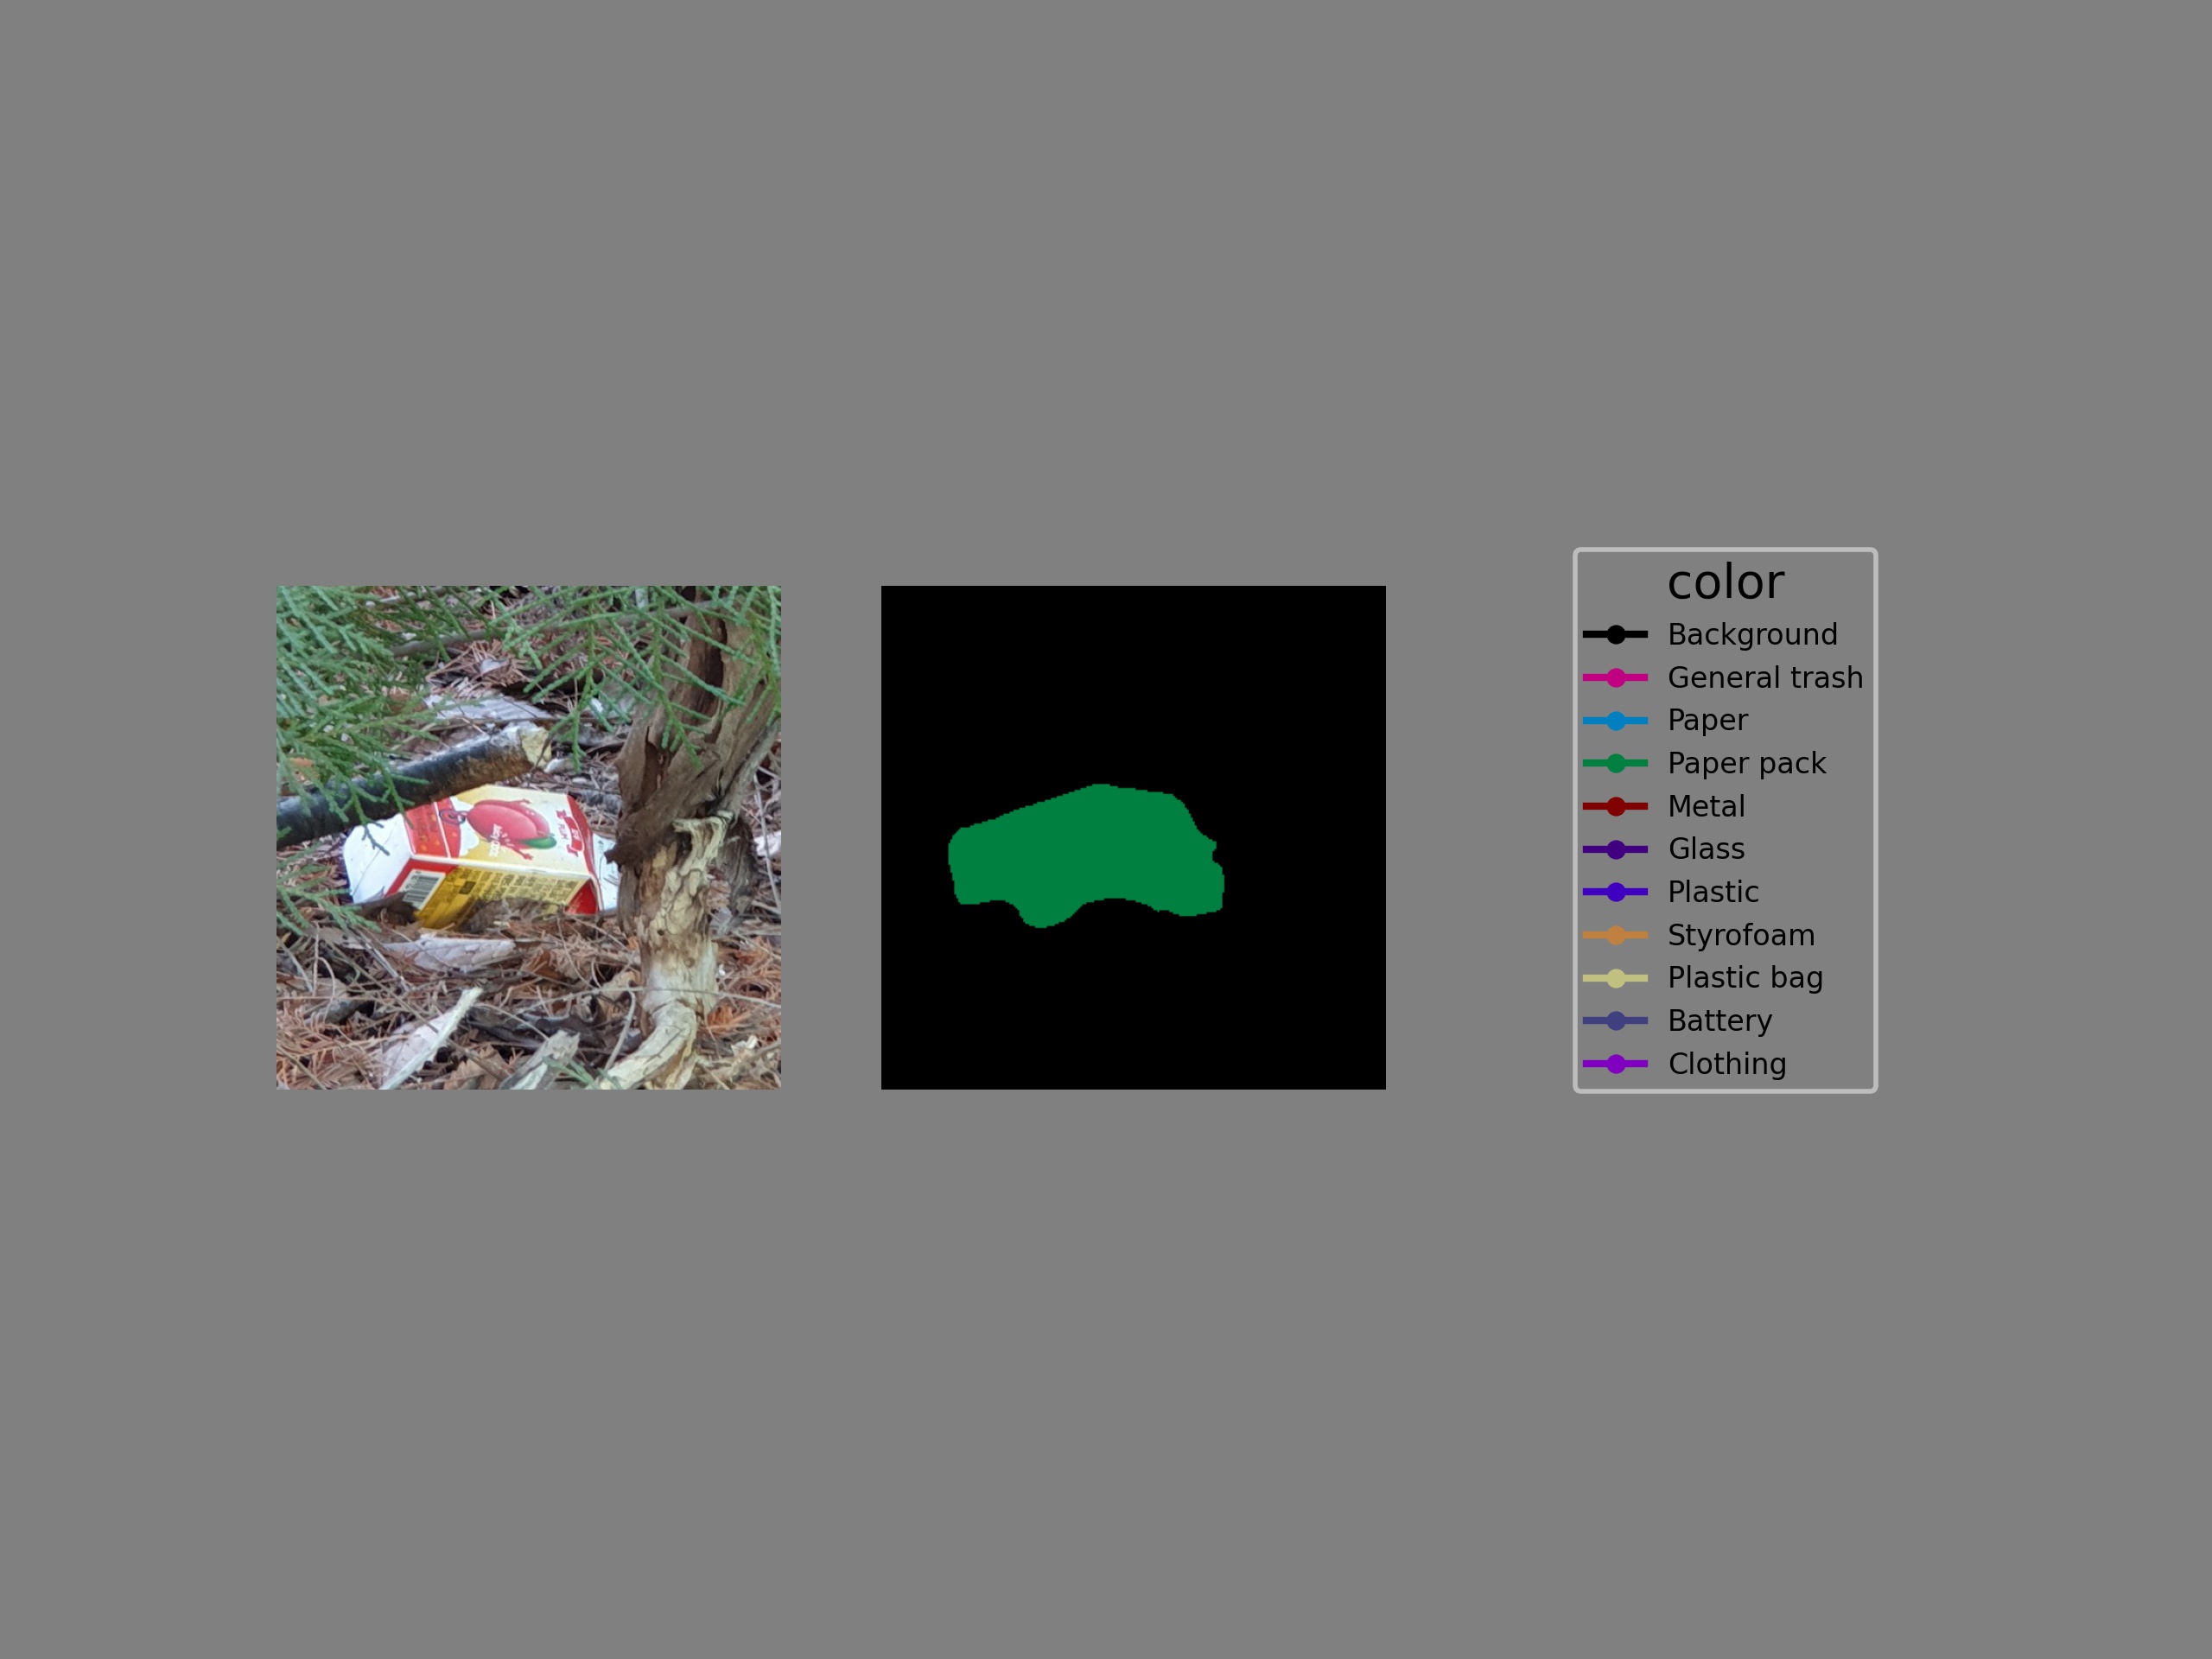 color
Background
General trash
Paper
Paper pack
Metal
Glass
Plastic
Styrofoam
Plastic bag
Battery
Clothing